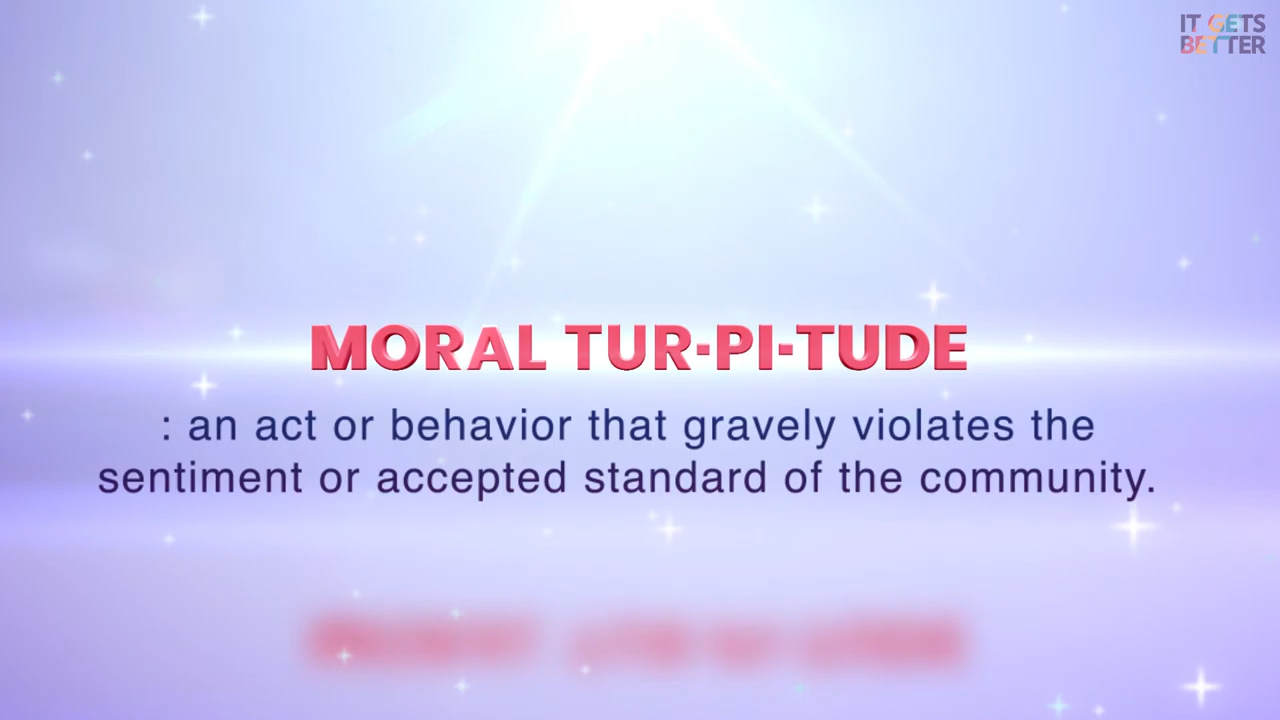 IT GETS
BETTER
MORAL TUR-PI-TUDE
: an act or behavior that gravely violates the
sentiment or accepted standard of the community.